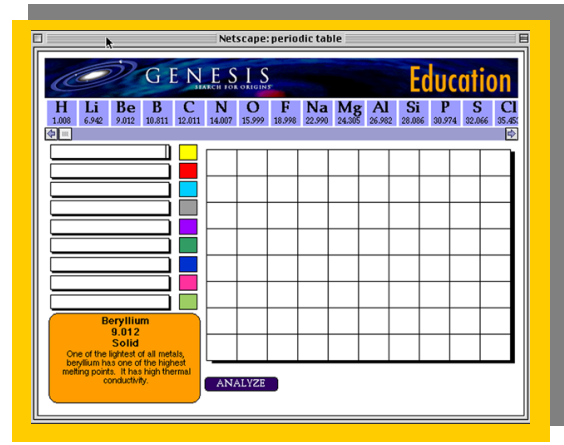 Netscape: periodic table
GENESIS
SEARCH FOR ORIGINS
Education
H Li Be B C N O F Na Mg Al Si P S Cl
1.008 6.942 9.012 10.811 12.011 14.007 15.999 18.998 22.990 24.305 26.982 28.086 30.974 32.066 35.45
Beryllium
9.012
Solid
One of the lightest of all metals,
beryllium has one of the highest
melting points. It has high thermal
conductivity.
ANALYZE